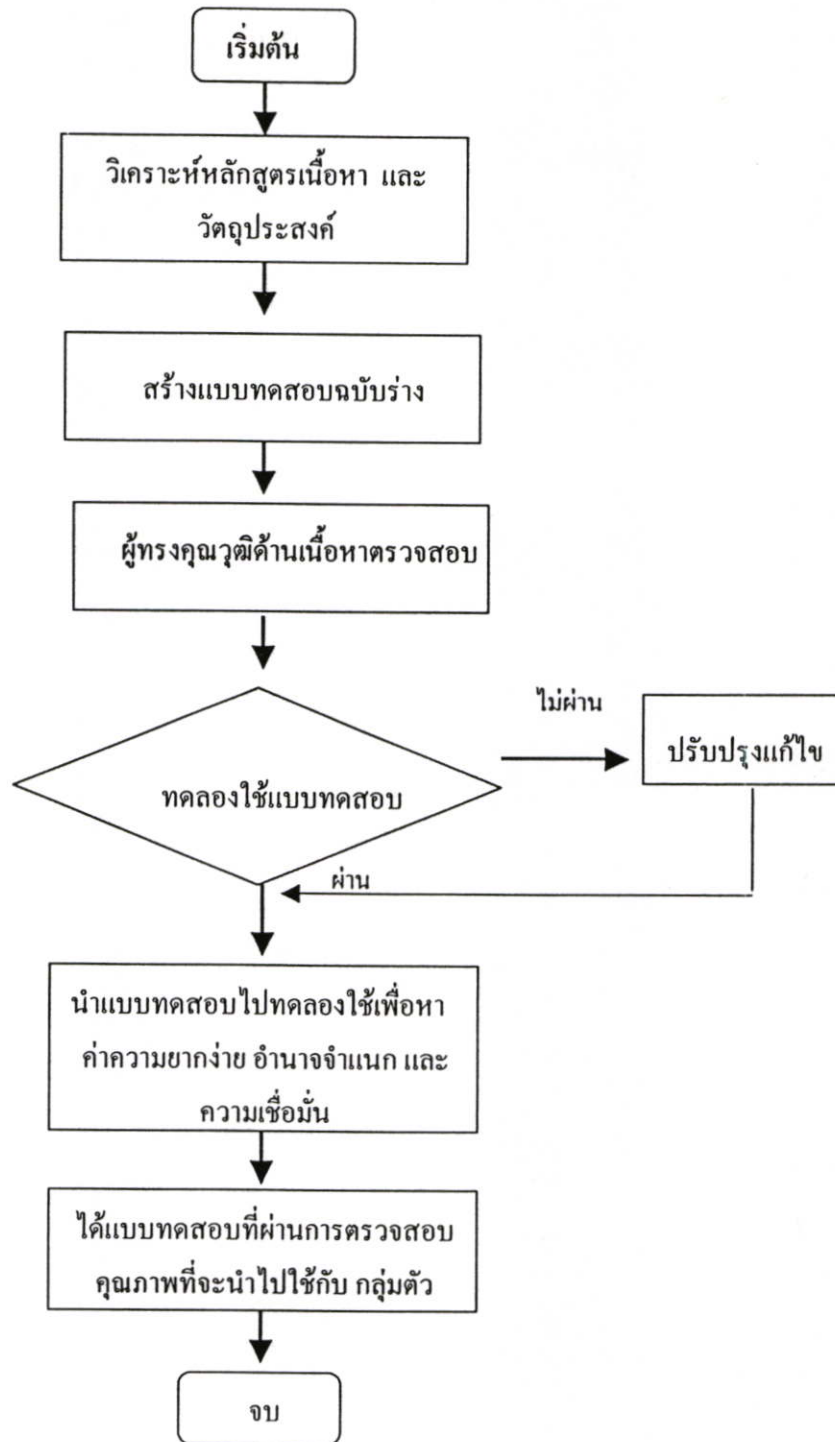 เริ่มต้น
วิเคราะห์หลักสูตรเนื้อหา และ
วัตถุประสงค์
สร้างแบบทดสอบฉบับร่าง
ผู้ทรงคุณวุฒิด้านเนื้อหาตรวจสอบ
ไม่ผ่าน
ปรับปรุงแก้ไข
ทดลองใช้แบบทดสอบ
ผ่าน
นำแบบทดสอบไปทดลองใช้เพื่อหา
ค่าความยากง่าย อำนาจจำแนก และ
ความเชื่อมั่น
ได้แบบทดสอบที่ผ่านการตรวจสอบ
คุณภาพที่จะนำไปใช้กับ กลุ่มตัว
จบ